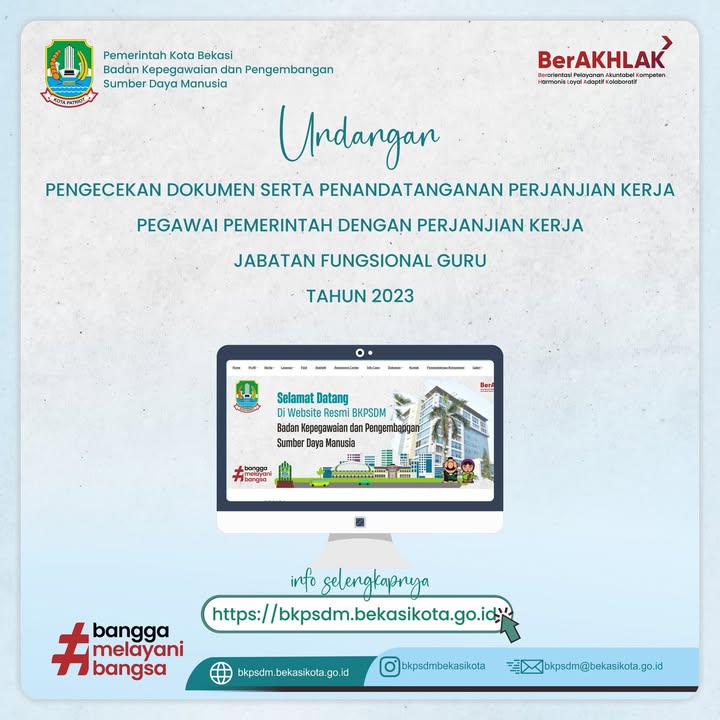 Pemerintah Kota Bekasi
Badan Kepegawaian dan Pengembangan
Sumber Daya Manusia
KOTA PATRIOT
BerAKHLAK
Berorientasi Pelayanan Akuntabel Kompeten
Harmonis Loyal Adaptif Kolaboratif
Undangan
PENGECEKAN DOKUMEN SERTA PENANDATANGANAN PERJANJIAN KERJA
PEGAWAI PEMERINTAH DENGAN PERJANJIAN KERJA
JABATAN FUNGSIONAL GURU
TAHUN 2023
Selamat Datang
Di Website Resmi BKPSDM
Badan Kepegawaian dan Pengembangan
Sumber Daya Manusia
#bangga
melayani
bangsa
info selengkapnya
https://bkpsdm.bekasikota.go.id
#bangga
melayani
bangsa
bkpsdm.bekasikota.go.id
bkpsdmbekasikota
bkpsdm@bekasikota.go.id